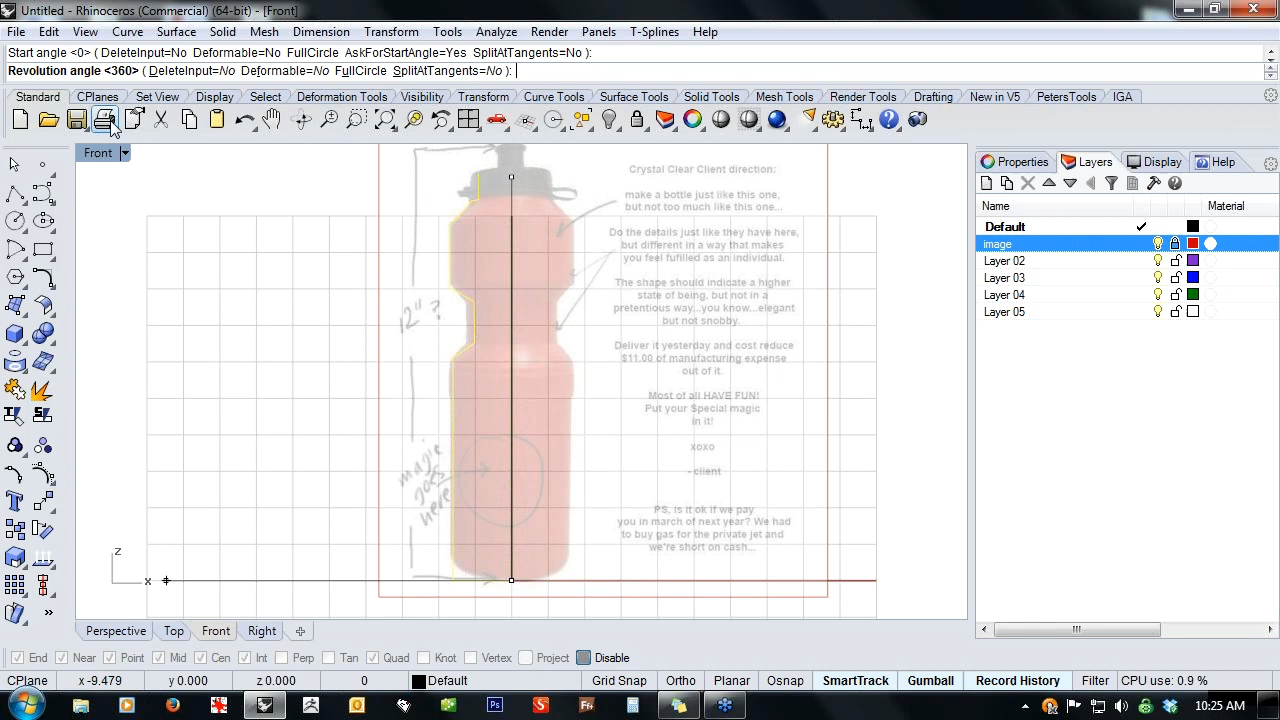 Untitled - Rhinoceros (Commercial) (64-bit) - [Front]
File Edit View Curve Surface Solid Mesh Dimension Transform Tools Analyze Render Panels T-Splines Help
Start angle <0> ( DeleteInput=No Deformable=No FullCircle AskForStartAngle=Yes SplitAtTangents=No ):
Revolution angle <360> ( DeleteInput=No Deformable=No FullCircle SplitAtTangents=No ):
Standard CPlanes Set View Display Select Deformation Tools Visibility Transform Curve Tools Surface Tools Solid Tools Mesh Tools Render Tools Drafting New in V5 PetersTools IGA
Front
Properties Layers Display Help
Name Material
Default
image
Layer 02
Layer 03
Layer 04
Layer 05
Crystal Clear Client direction:
make a bottle just like this one,
but not too much like this one...
Do the details just like they have here,
but different in a way that makes
you feel fufilled as an individual.
The shape should indicate a higher
state of being, but not in a
pretentious way...you know...elegant
but not snobby.
Deliver it yesterday and cost reduce
$11.00 of manufacturing expense
out of it.
Most of all HAVE FUN!
Put your $pecial magic
in it!
xoxo
- client
PS, is it ok if we pay
you in march of next year? We had
to buy gas for the private jet and
we're short on cash...
12" ?
magic
goes
here
z
x
Perspective Top Front Right
End Near Point Mid Cen Int Perp Tan Quad Knot Vertex Project Disable
CPlane x -9.479 y 0.000 z 0.000 0 Default Grid Snap Ortho Planar Osnap SmartTrack Gumball Record History Filter CPU use: 0.9 %
10:25 AM